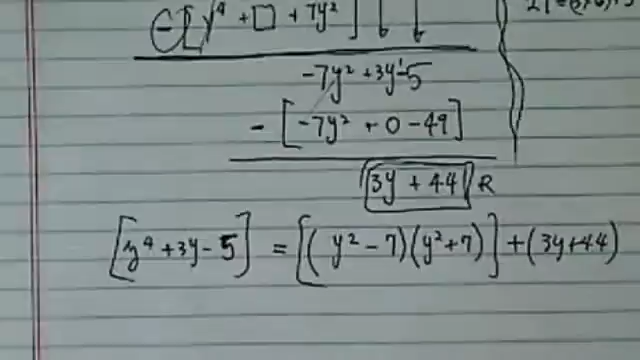 -[y⁴ + □ + 7y²] ↓ ↓
-7y² + 3y - 5
- [-7y² + 0 - 49]
3y + 44 R
[y⁴ + 3y - 5] = [(y² - 7)(y² + 7)] + (3y + 44)